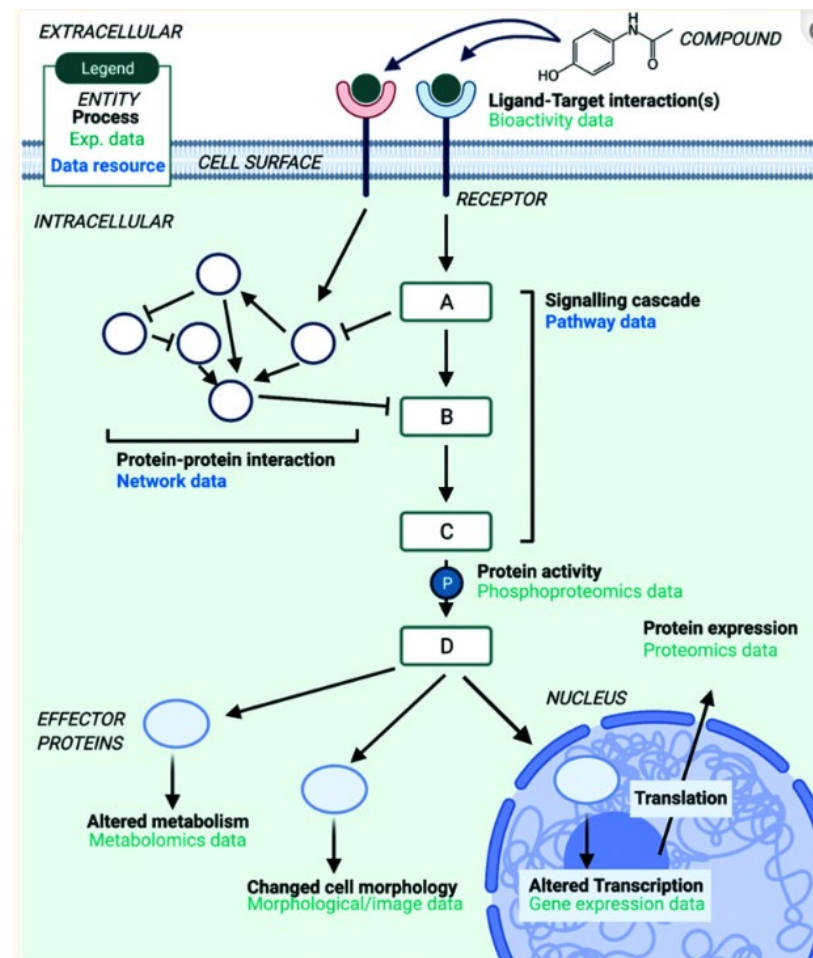 EXTRACELLULAR
Legend
ENTITY
Process
Exp. data
Data resource
HN
O
HO
COMPOUND
Ligand-Target interaction(s)
Bioactivity data
CELL SURFACE
RECEPTOR
INTRACELLULAR
A
Signalling cascade
Pathway data
B
Protein-protein interaction
Network data
C
P
Protein activity
Phosphoproteomics data
D
Protein expression
Proteomics data
NUCLEUS
EFFECTOR
PROTEINS
Translation
Altered metabolism
Metabolomics data
Changed cell morphology
Morphological/image data
Altered Transcription
Gene expression data